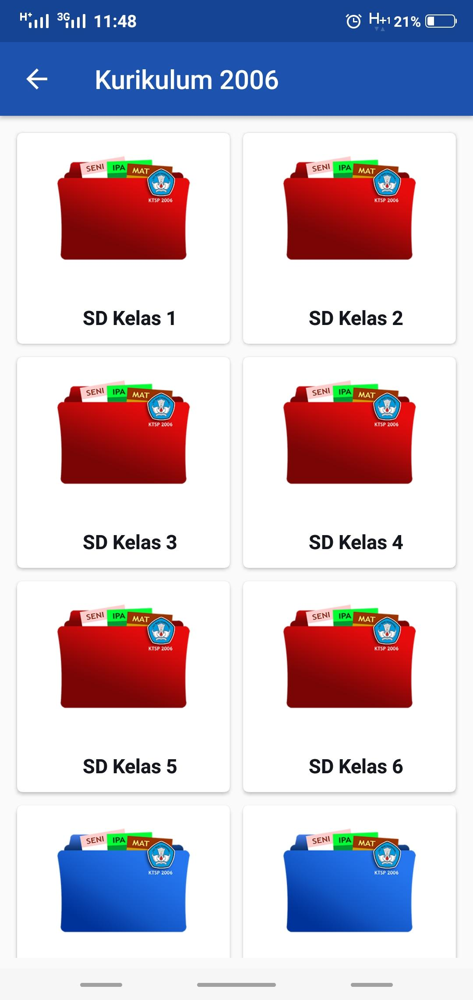 H+ 3G 11:48 H+1 21%
Kurikulum 2006
SENI IPA MAT
KTSP 2006
SD Kelas 1
SENI IPA MAT
KTSP 2006
SD Kelas 2
SENI IPA MAT
KTSP 2006
SD Kelas 3
SENI IPA MAT
KTSP 2006
SD Kelas 4
SENI IPA MAT
KTSP 2006
SD Kelas 5
SENI IPA MAT
KTSP 2006
SD Kelas 6
SENI IPA MAT
KTSP 2006
SENI IPA MAT
KTSP 2006